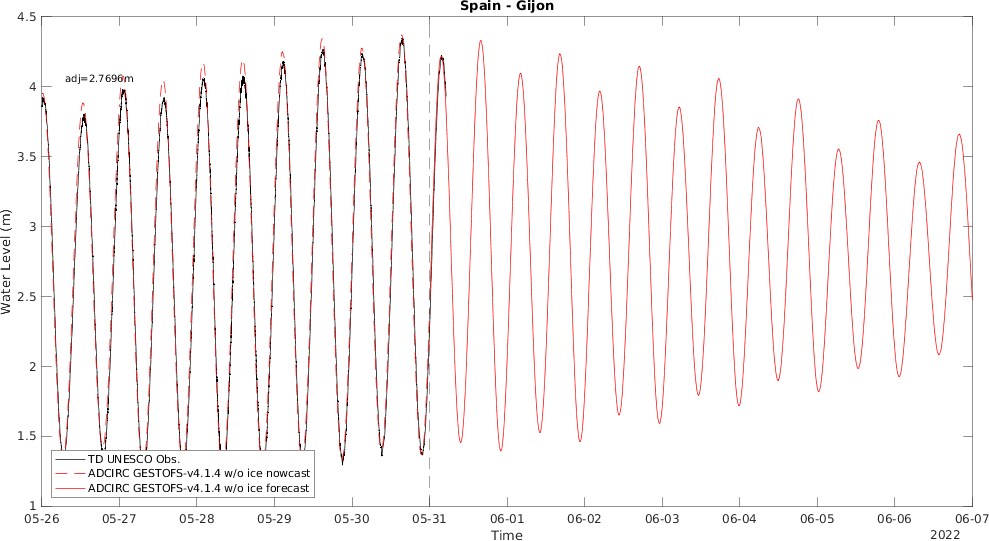 Spain - Gijon
4.5
4
3.5
3
2.5
2
1.5
1
Water Level (m)
adj=2.7696m
TD UNESCO Obs.
ADCIRC GESTOFS-v4.1.4 w/o ice nowcast
ADCIRC GESTOFS-v4.1.4 w/o ice forecast
05-26 05-27 05-28 05-29 05-30 05-31 06-01 06-02 06-03 06-04 06-05 06-06 06-07
Time
2022